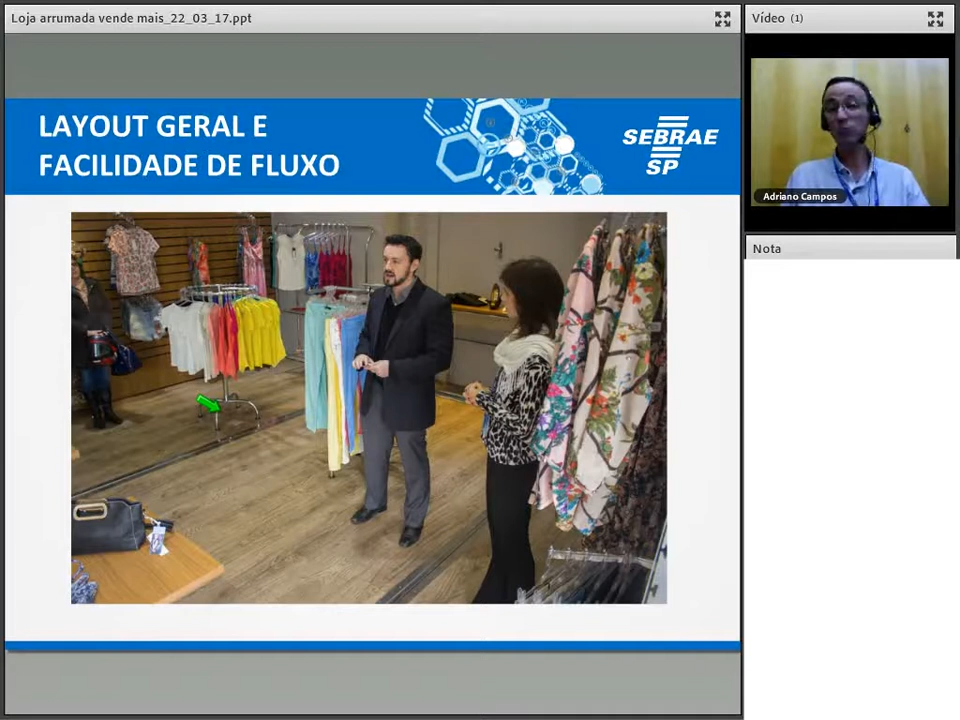 Loja arrumada vende mais_22_03_17.ppt
Vídeo (1)
LAYOUT GERAL E
FACILIDADE DE FLUXO
SEBRAE
SP
Adriano Campos
Nota